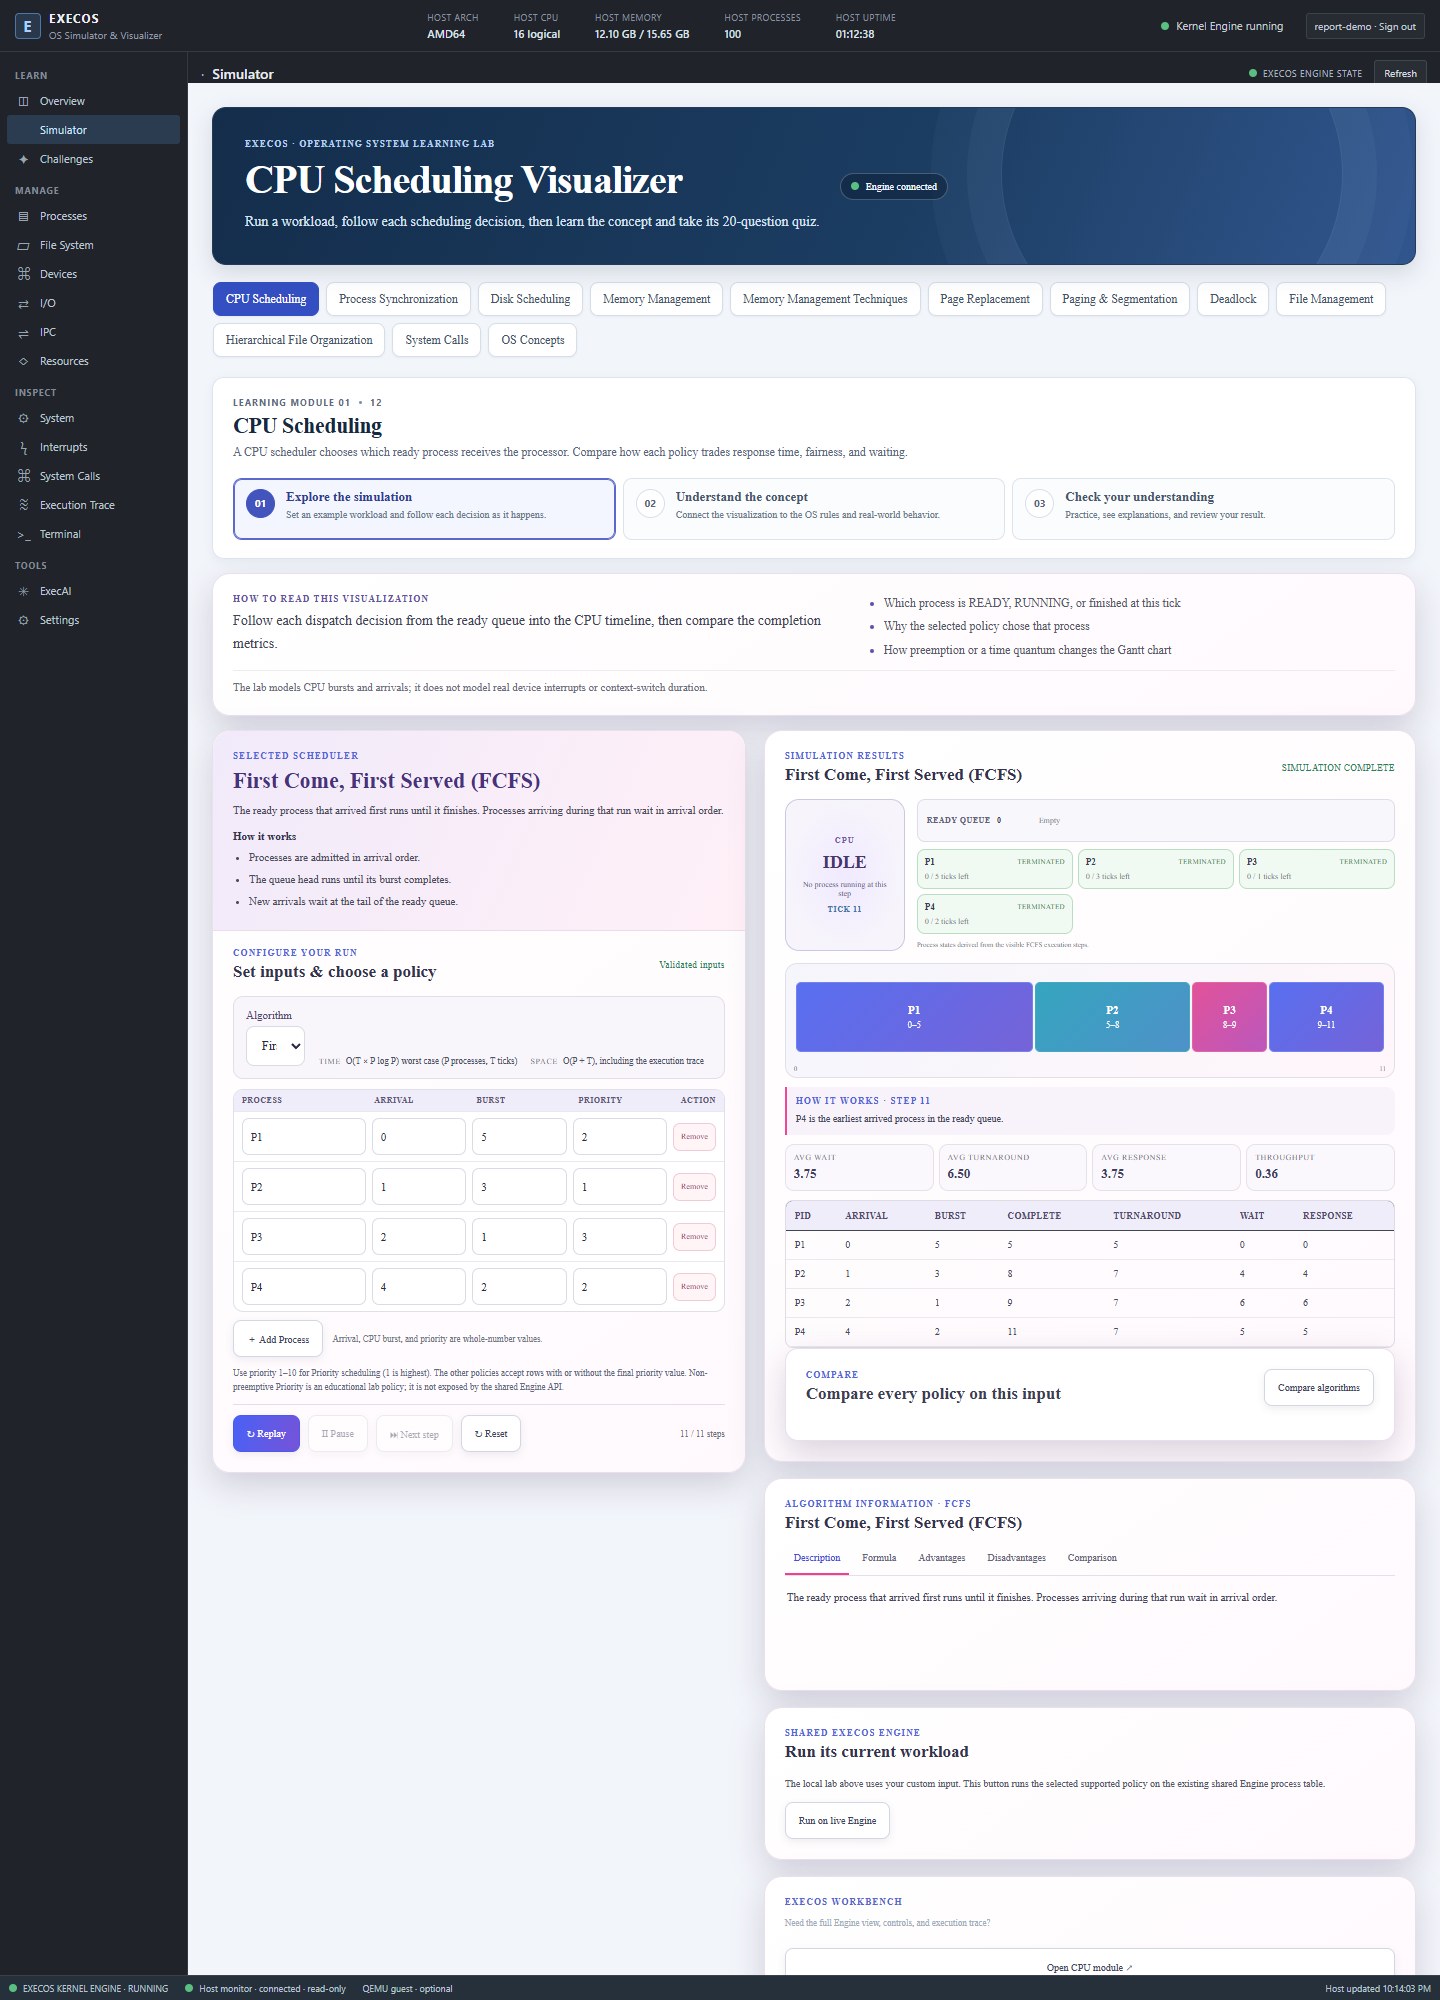 E EXECOS
OS Simulator & Visualizer
HOST ARCH
AMD64
HOST CPU
16 logical
HOST MEMORY
12.10 GB / 15.65 GB
HOST PROCESSES
100
HOST UPTIME
01:12:38
Kernel Engine running
report-demo · Sign out
LEARN
Overview
Simulator
Challenges
MANAGE
Processes
File System
Devices
I/O
IPC
Resources
INSPECT
System
Interrupts
System Calls
Execution Trace
>_ Terminal
TOOLS
ExecAI
Settings
· Simulator
EXECOS ENGINE STATE
Refresh
EXECOS · OPERATING SYSTEM LEARNING LAB
CPU Scheduling Visualizer
Run a workload, follow each scheduling decision, then learn the concept and take its 20-question quiz.
Engine connected
CPU Scheduling
Process Synchronization
Disk Scheduling
Memory Management
Memory Management Techniques
Page Replacement
Paging & Segmentation
Deadlock
File Management
Hierarchical File Organization
System Calls
OS Concepts
LEARNING MODULE 01 • 12
CPU Scheduling
A CPU scheduler chooses which ready process receives the processor. Compare how each policy trades response time, fairness, and waiting.
01 Explore the simulation
Set an example workload and follow each decision as it happens.
02 Understand the concept
Connect the visualization to the OS rules and real-world behavior.
03 Check your understanding
Practice, see explanations, and review your result.
HOW TO READ THIS VISUALIZATION
Follow each dispatch decision from the ready queue into the CPU timeline, then compare the completion
metrics.
• Which process is READY, RUNNING, or finished at this tick
• Why the selected policy chose that process
• How preemption or a time quantum changes the Gantt chart
The lab models CPU bursts and arrivals; it does not model real device interrupts or context-switch duration.
SELECTED SCHEDULER
First Come, First Served (FCFS)
The ready process that arrived first runs until it finishes. Processes arriving during that run wait in arrival order.
How it works
• Processes are admitted in arrival order.
• The queue head runs until its burst completes.
• New arrivals wait at the tail of the ready queue.
CONFIGURE YOUR RUN
Set inputs & choose a policy
Validated inputs
Algorithm
Fir
TIME O(T × P log P) worst case (P processes, T ticks)
SPACE O(P + T), including the execution trace
PROCESS ARRIVAL BURST PRIORITY ACTION
P1 0 5 2 Remove
P2 1 3 1 Remove
P3 2 1 3 Remove
P4 4 2 2 Remove
+ Add Process
Arrival, CPU burst, and priority are whole-number values.
Use priority 1–10 for Priority scheduling (1 is highest). The other policies accept rows with or without the final priority value. Non-
preemptive Priority is an educational lab policy; it is not exposed by the shared Engine API.
↻ Replay
II Pause
⏭ Next step
↻ Reset
11 / 11 steps
SIMULATION RESULTS
First Come, First Served (FCFS)
SIMULATION COMPLETE
CPU
IDLE
No process running at this
step
TICK 11
READY QUEUE 0 Empty
P1 TERMINATED
0 / 5 ticks left
P2 TERMINATED
0 / 3 ticks left
P3 TERMINATED
0 / 1 ticks left
P4 TERMINATED
0 / 2 ticks left
Process states derived from the visible FCFS execution steps.
P1
0–5
P2
5–8
P3
8–9
P4
9–11
0 11
HOW IT WORKS · STEP 11
P4 is the earliest arrived process in the ready queue.
AVG WAIT
3.75
AVG TURNAROUND
6.50
AVG RESPONSE
3.75
THROUGHPUT
0.36
PID ARRIVAL BURST COMPLETE TURNAROUND WAIT RESPONSE
P1 0 5 5 5 0 0
P2 1 3 8 7 4 4
P3 2 1 9 7 6 6
P4 4 2 11 7 5 5
COMPARE
Compare every policy on this input
Compare algorithms
ALGORITHM INFORMATION · FCFS
First Come, First Served (FCFS)
Description Formula Advantages Disadvantages Comparison
The ready process that arrived first runs until it finishes. Processes arriving during that run wait in arrival order.
SHARED EXECOS ENGINE
Run its current workload
The local lab above uses your custom input. This button runs the selected supported policy on the existing shared Engine process table.
Run on live Engine
EXECOS WORKBENCH
Need the full Engine view, controls, and execution trace?
Open CPU module ↗
EXECOS KERNEL ENGINE · RUNNING
Host monitor · connected · read-only
QEMU guest · optional
Host updated 10:14:03 PM